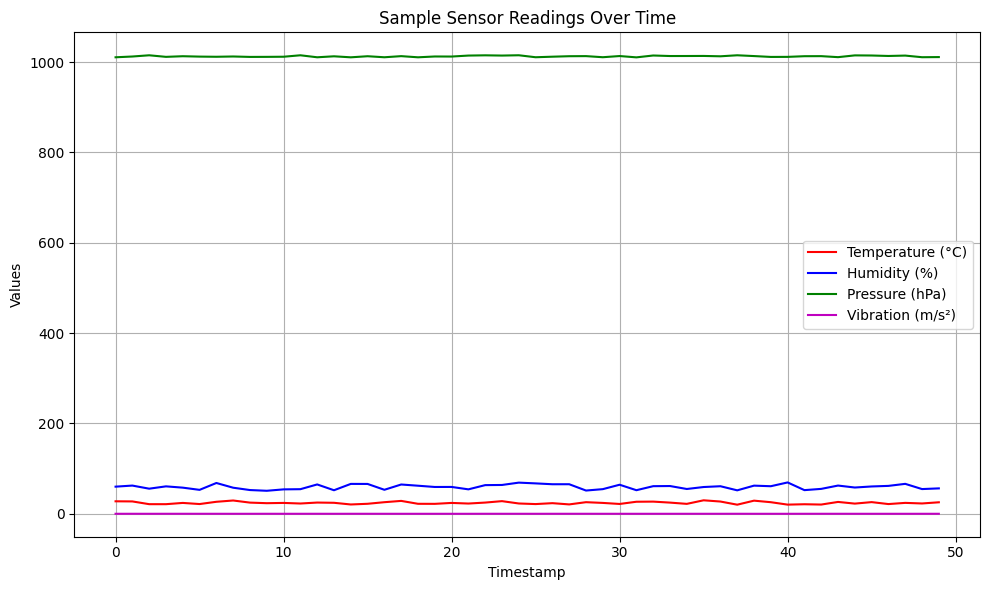 Sample Sensor Readings Over Time
Values
1000
800
600
400
200
0
Temperature (°C)
Humidity (%)
Pressure (hPa)
Vibration (m/s²)
0 10 20 30 40 50
Timestamp